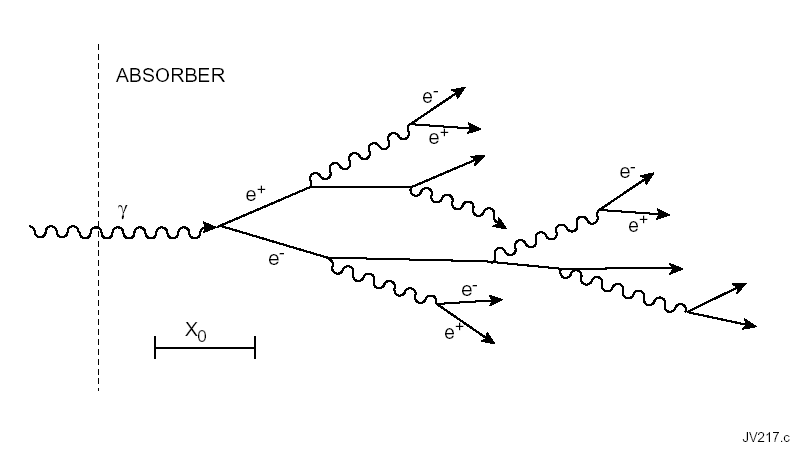 ABSORBER
e-
e+
e+
γ
e-
e-
e+
e-
e+
X0
JV217.c